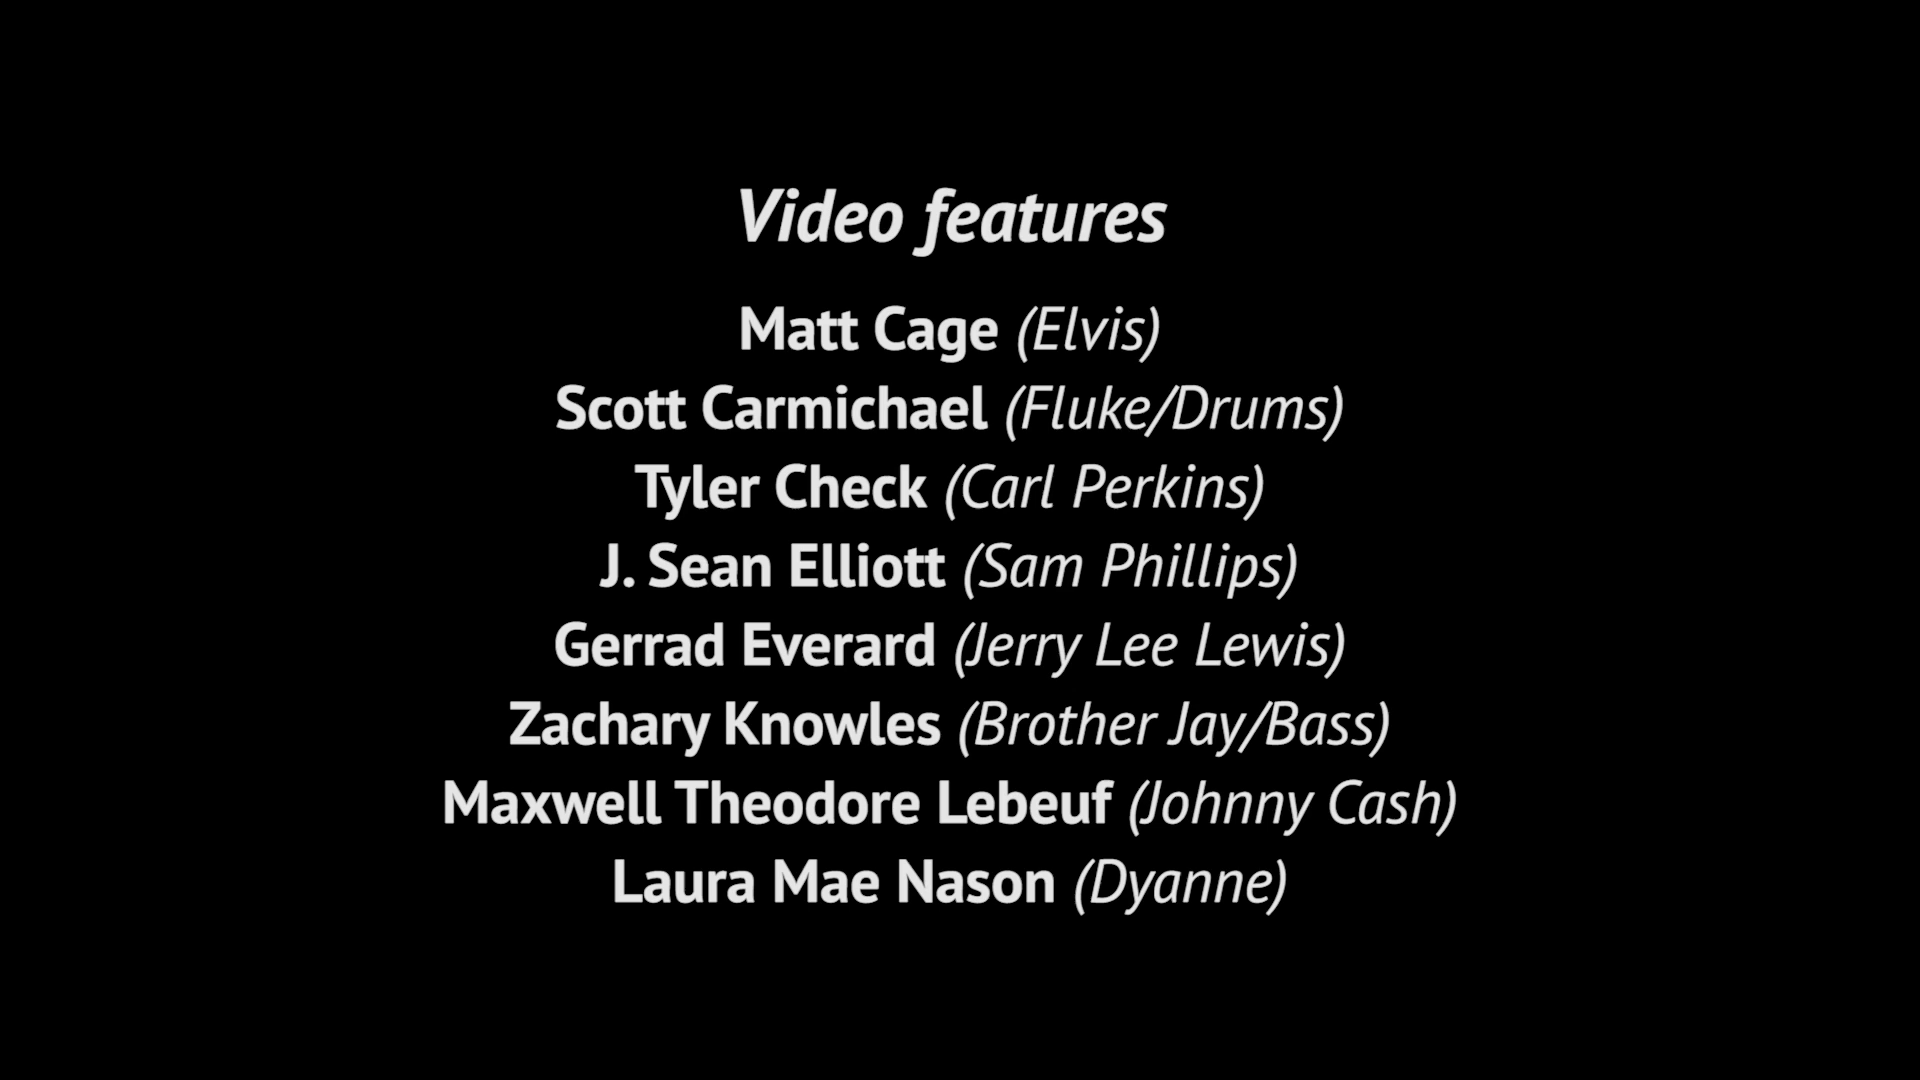 Video features
Matt Cage (Elvis)
Scott Carmichael (Fluke/Drums)
Tyler Check (Carl Perkins)
J. Sean Elliott (Sam Phillips)
Gerrad Everard (Jerry Lee Lewis)
Zachary Knowles (Brother Jay/Bass)
Maxwell Theodore Lebeuf (Johnny Cash)
Laura Mae Nason (Dyanne)